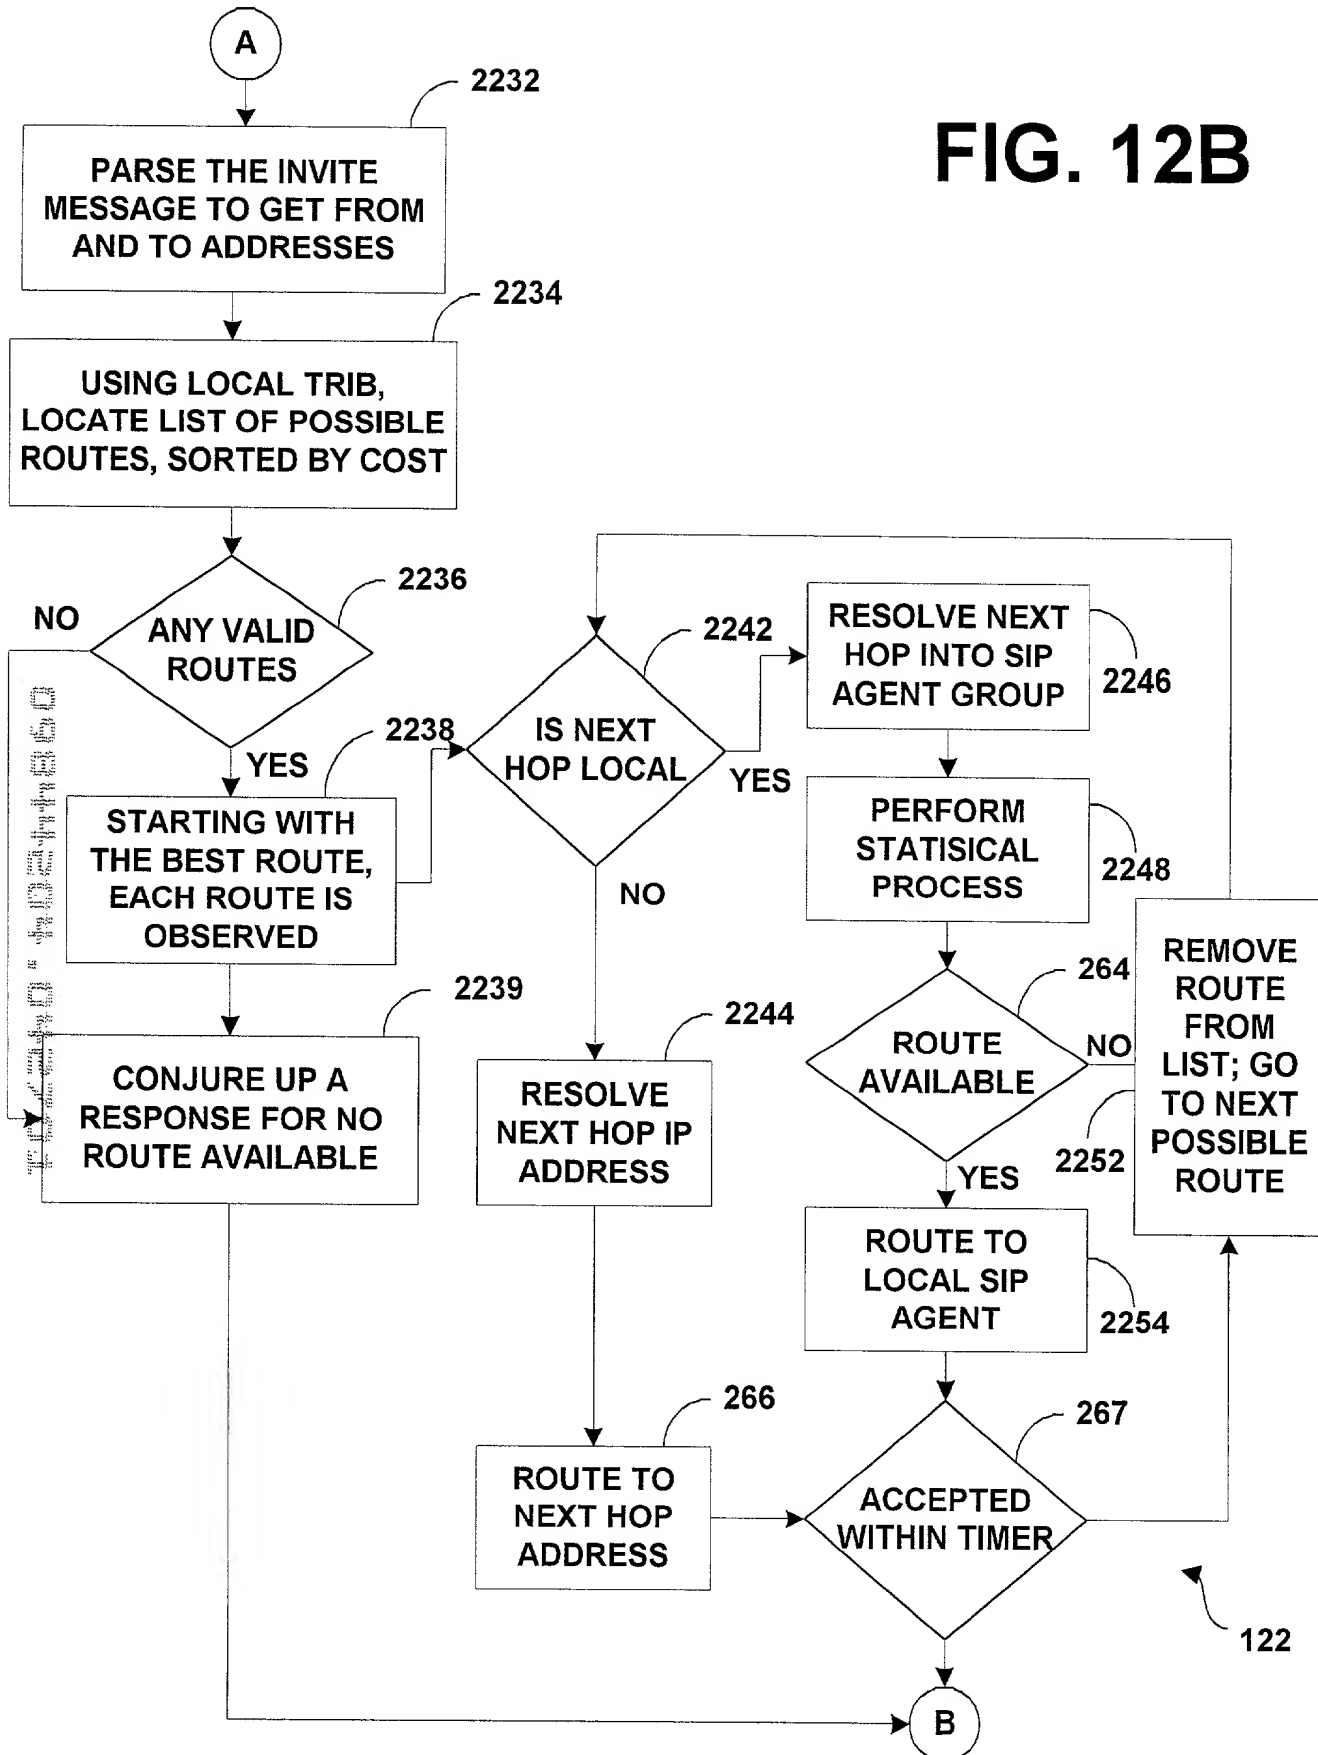 A
2232
FIG. 12B
PARSE THE INVITE
MESSAGE TO GET FROM
AND TO ADDRESSES
2234
USING LOCAL TRIB,
LOCATE LIST OF POSSIBLE
ROUTES, SORTED BY COST
2236
NO
ANY VALID
ROUTES
YES
2238
STARTING WITH
THE BEST ROUTE,
EACH ROUTE IS
OBSERVED
2239
CONJURE UP A
RESPONSE FOR NO
ROUTE AVAILABLE
2242
IS NEXT
HOP LOCAL
YES
NO
2244
RESOLVE
NEXT HOP IP
ADDRESS
266
ROUTE TO
NEXT HOP
ADDRESS
RESOLVE NEXT
HOP INTO SIP
AGENT GROUP
2246
PERFORM
STATISICAL
PROCESS
2248
264
ROUTE
AVAILABLE
NO
YES
2252
REMOVE
ROUTE
FROM
LIST; GO
TO NEXT
POSSIBLE
ROUTE
ROUTE TO
LOCAL SIP
AGENT
2254
267
ACCEPTED
WITHIN TIMER
122
B